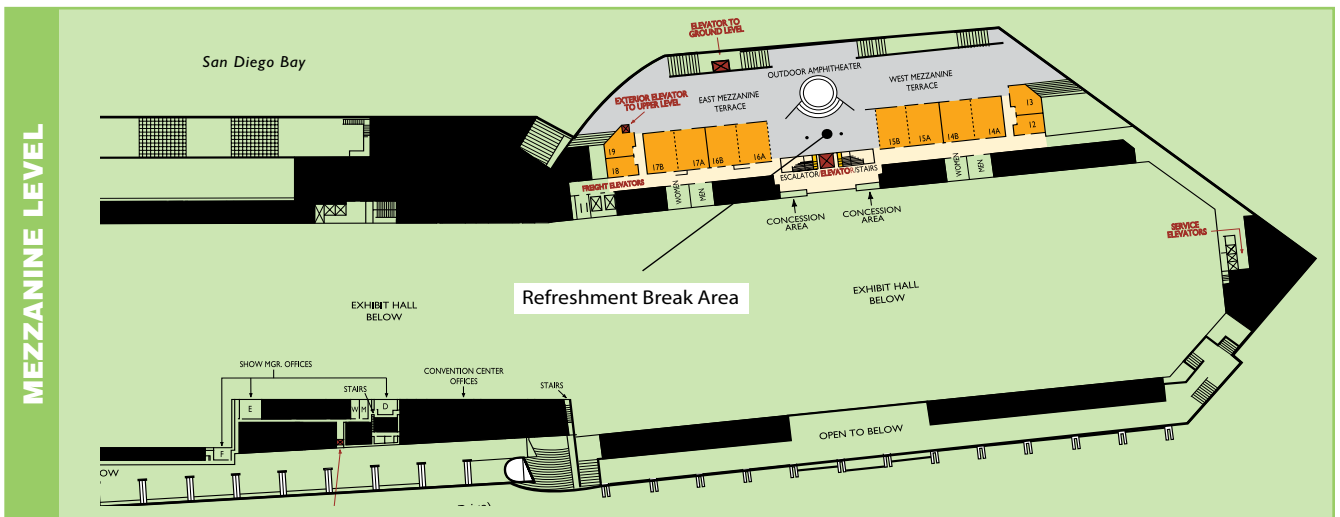 MEZZANINE LEVEL
San Diego Bay
ELEVATOR TO
GROUND LEVEL
OUTDOOR AMPHITHEATER
EAST MEZZANINE
TERRACE
WEST MEZZANINE
TERRACE
EXTERIOR ELEVATOR
TO UPPER LEVEL
19
18
17B
17A
16B
16A
15B
15A
14B
14A
13
12
ESCALATOR/ELEVATOR/STAIRS
FREIGHT ELEVATORS
WOMEN
MEN
WOMEN
MEN
CONCESSION
AREA
CONCESSION
AREA
SERVICE
ELEVATORS
Refreshment Break Area
EXHIBIT HALL
BELOW
EXHIBIT HALL
BELOW
SHOW MGR. OFFICES
STAIRS
CONVENTION CENTER
OFFICES
STAIRS
E
W
M
D
F
OPEN TO BELOW